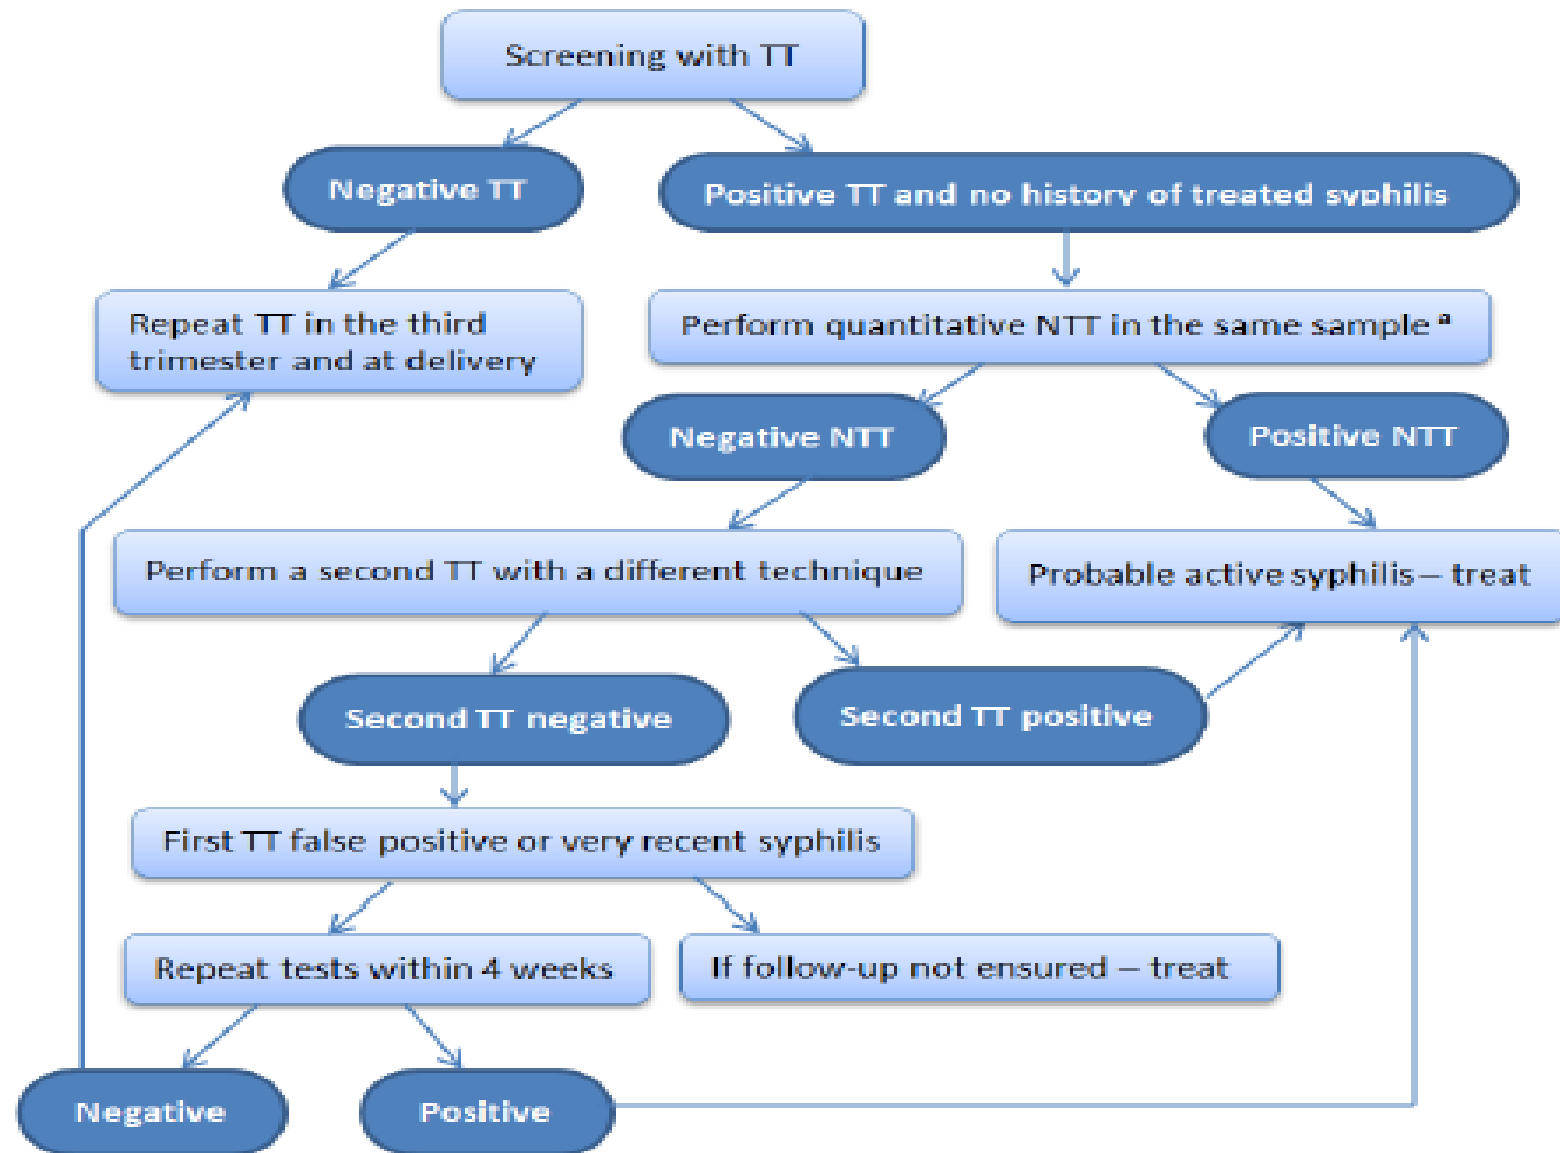 Screening with TT
Negative TT
Positive TT and no history of treated syphilis
Repeat TT in the third
trimester and at delivery
Perform quantitative NTT in the same sample ª
Negative NTT
Positive NTT
Perform a second TT with a different technique
Probable active syphilis – treat
Second TT negative
Second TT positive
First TT false positive or very recent syphilis
Repeat tests within 4 weeks
If follow-up not ensured – treat
Negative
Positive